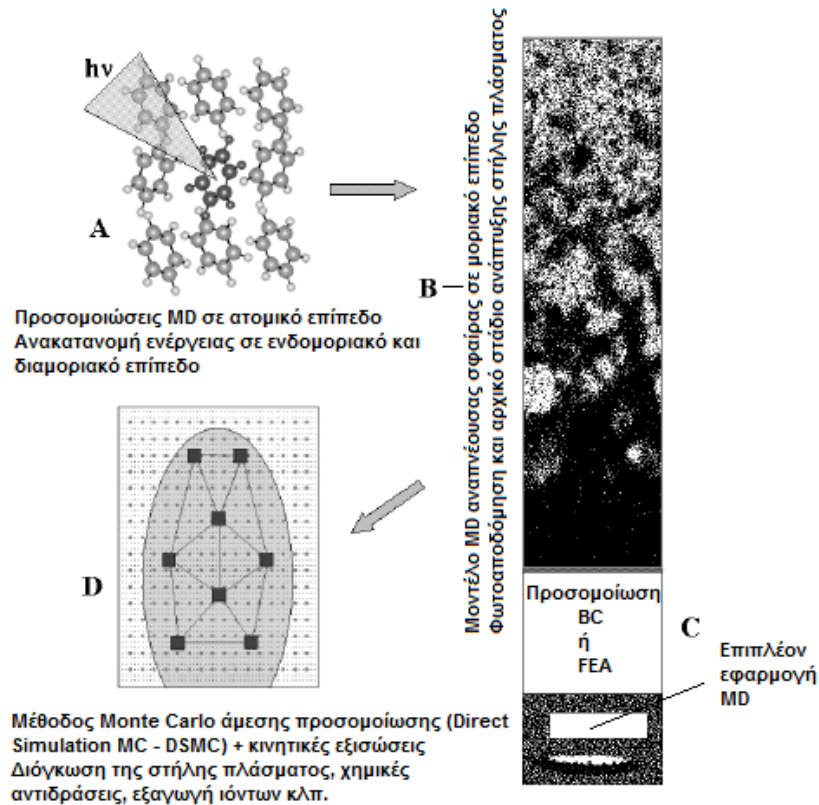 hν
A
Προσομοιώσεις MD σε ατομικό επίπεδο
Ανακατανομή ενέργειας σε ενδομοριακό και
διαμοριακό επίπεδο
B
Μοντέλο MD αναπνέουσας σφαίρας σε μοριακό επίπεδο
Φωτοαποδόμηση και αρχικό στάδιο ανάπτυξης στήλης πλάσματος
Προσομοίωση
BC
ή
FEA
C
Επιπλέον
εφαρμογή
MD
D
Μέθοδος Monte Carlo άμεσης προσομοίωσης (Direct
Simulation MC - DSMC) + κινητικές εξισώσεις
Διόγκωση της στήλης πλάσματος, χημικές
αντιδράσεις, εξαγωγή ιόντων κλπ.